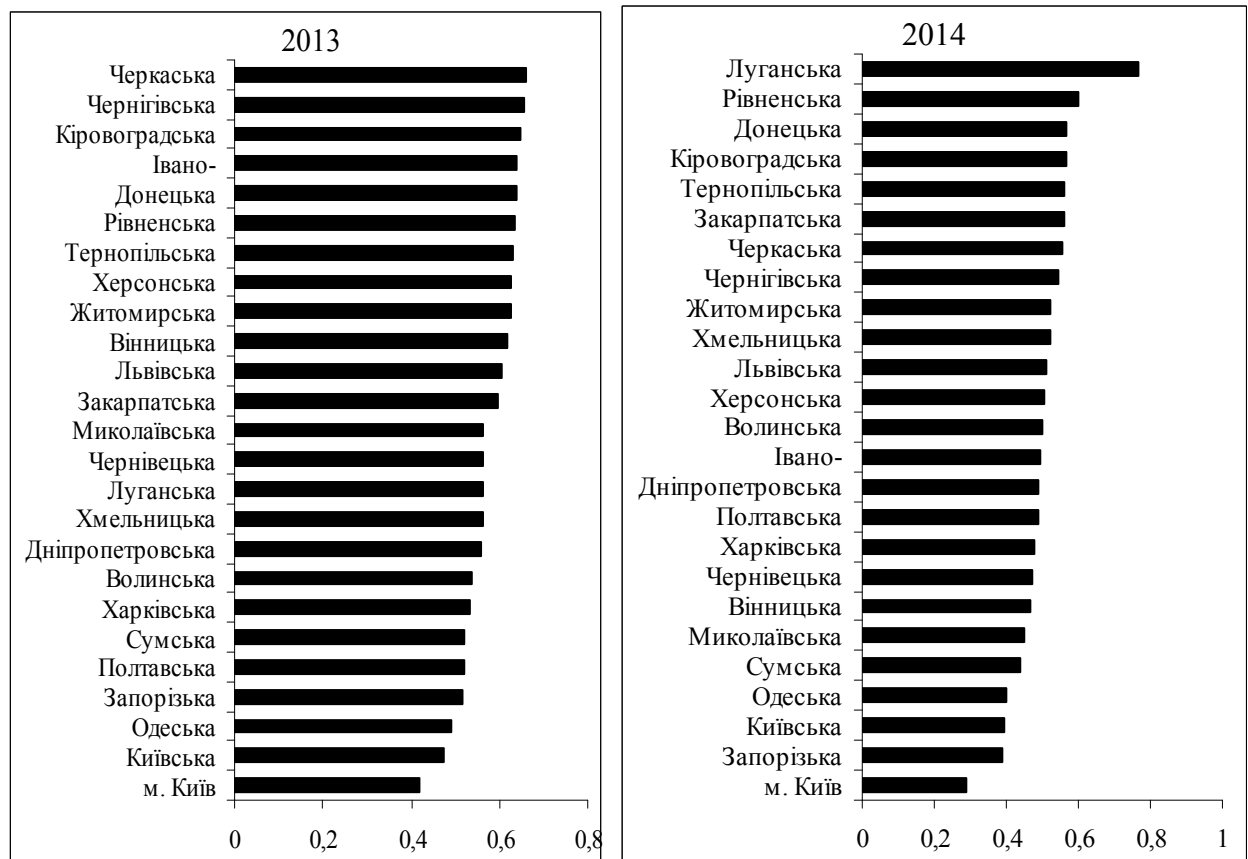 2013
Черкаська
Чернігівська
Кіровоградська
Івано-
Донецька
Рівненська
Тернопільська
Херсонська
Житомирська
Вінницька
Львівська
Закарпатська
Миколаївська
Чернівецька
Луганська
Хмельницька
Дніпропетровська
Волинська
Харківська
Сумська
Полтавська
Запорізька
Одеська
Київська
м. Київ
0 0,2 0,4 0,6 0,8
2014
Луганська
Рівненська
Донецька
Кіровоградська
Тернопільська
Закарпатська
Черкаська
Чернігівська
Житомирська
Хмельницька
Львівська
Херсонська
Волинська
Івано-
Дніпропетровська
Полтавська
Харківська
Чернівецька
Вінницька
Миколаївська
Сумська
Одеська
Київська
Запорізька
м. Київ
0 0,2 0,4 0,6 0,8 1